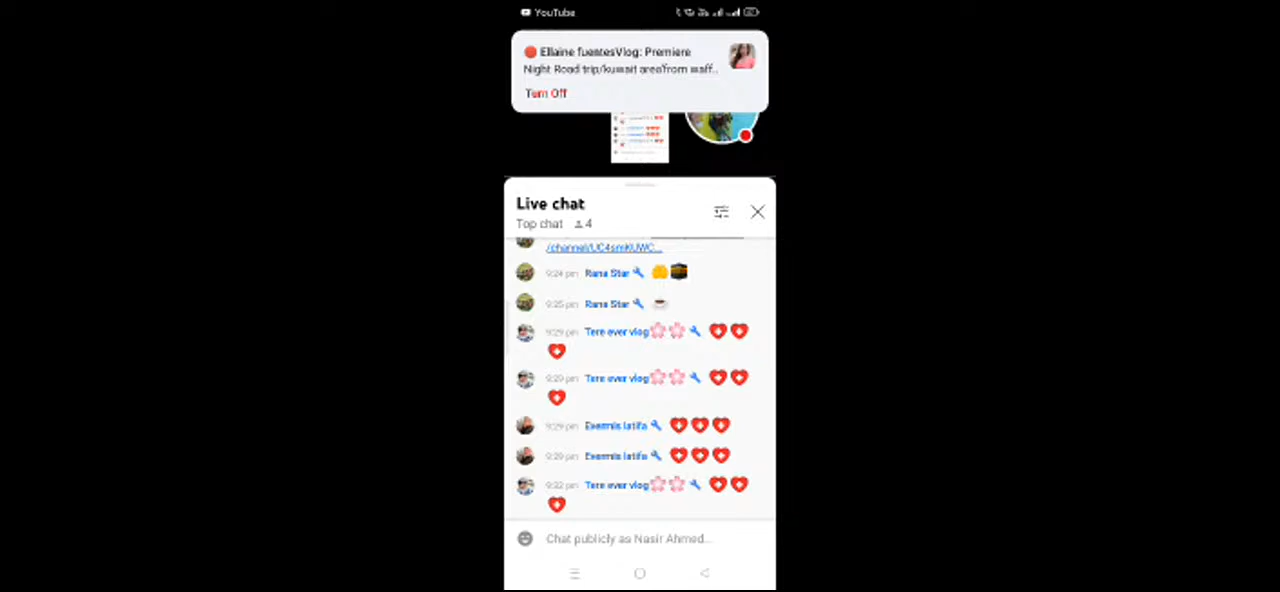 YouTube
Ellaine fuentesVlog: Premiere
Night Road trip/kuwait area'from waff..
Turn Off
Live chat
Top chat 4
/channel/UC4smKUWC...
9:24 pm Rana Star
9:25 pm Rana Star
9:29 pm Tere ever vlog
9:29 pm Tere ever vlog
9:29 pm Evermis latifa
9:29 pm Evermis latifa
9:32 pm Tere ever vlog
Chat publicly as Nasir Ahmed...